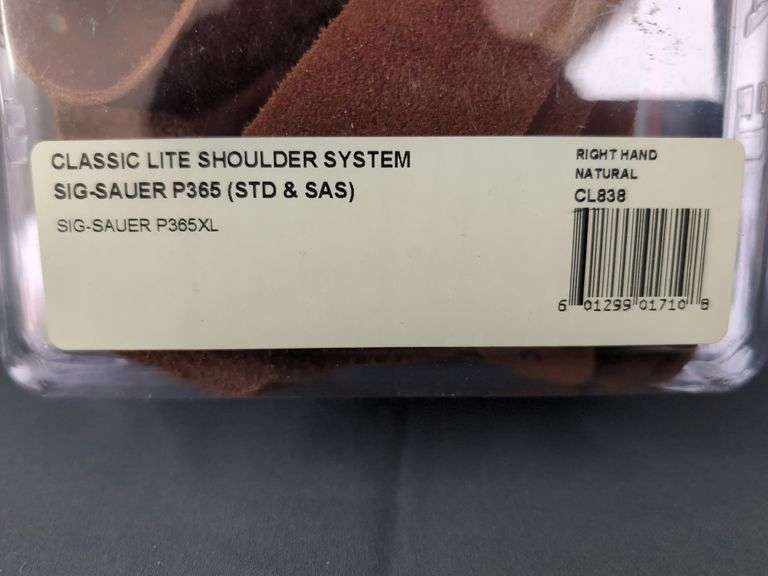 CLASSIC LITE SHOULDER SYSTEM
SIG-SAUER P365 (STD & SAS)
SIG-SAUER P365XL
RIGHT HAND
NATURAL
CL838
6 01299 01710 8